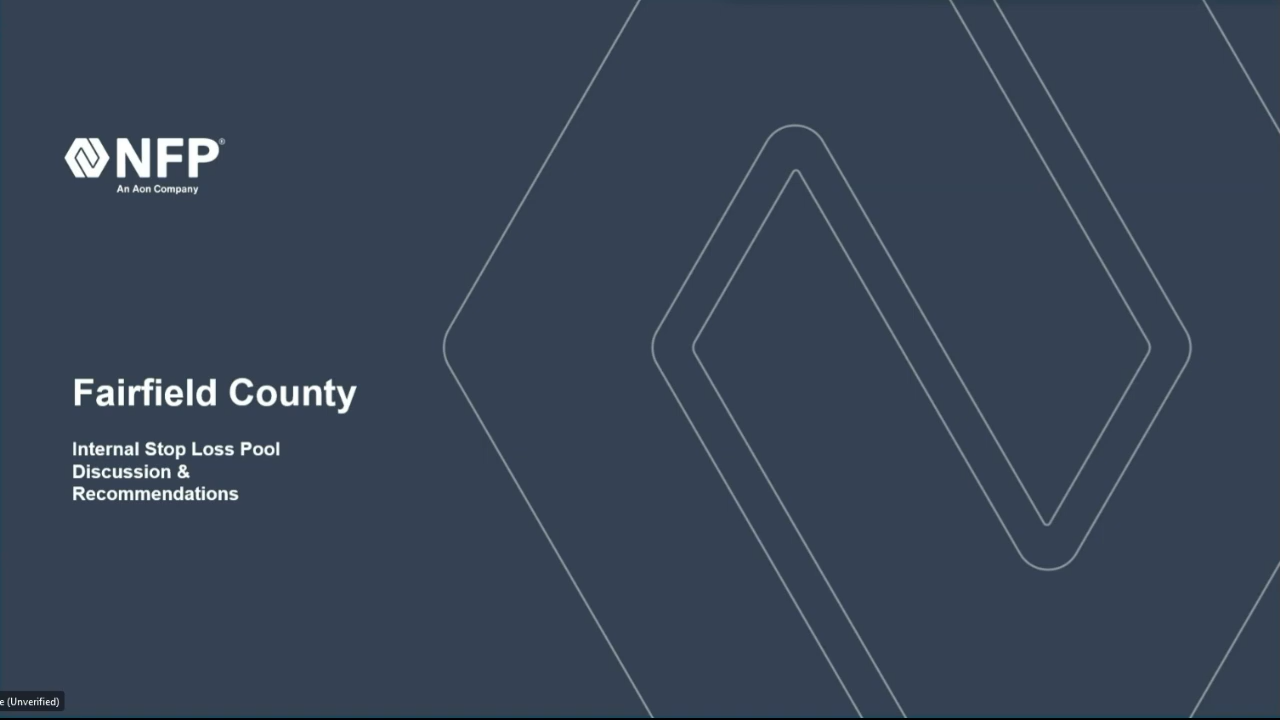 NFP®
An Aon Company
Fairfield County
Internal Stop Loss Pool
Discussion &
Recommendations
e (Unverified)